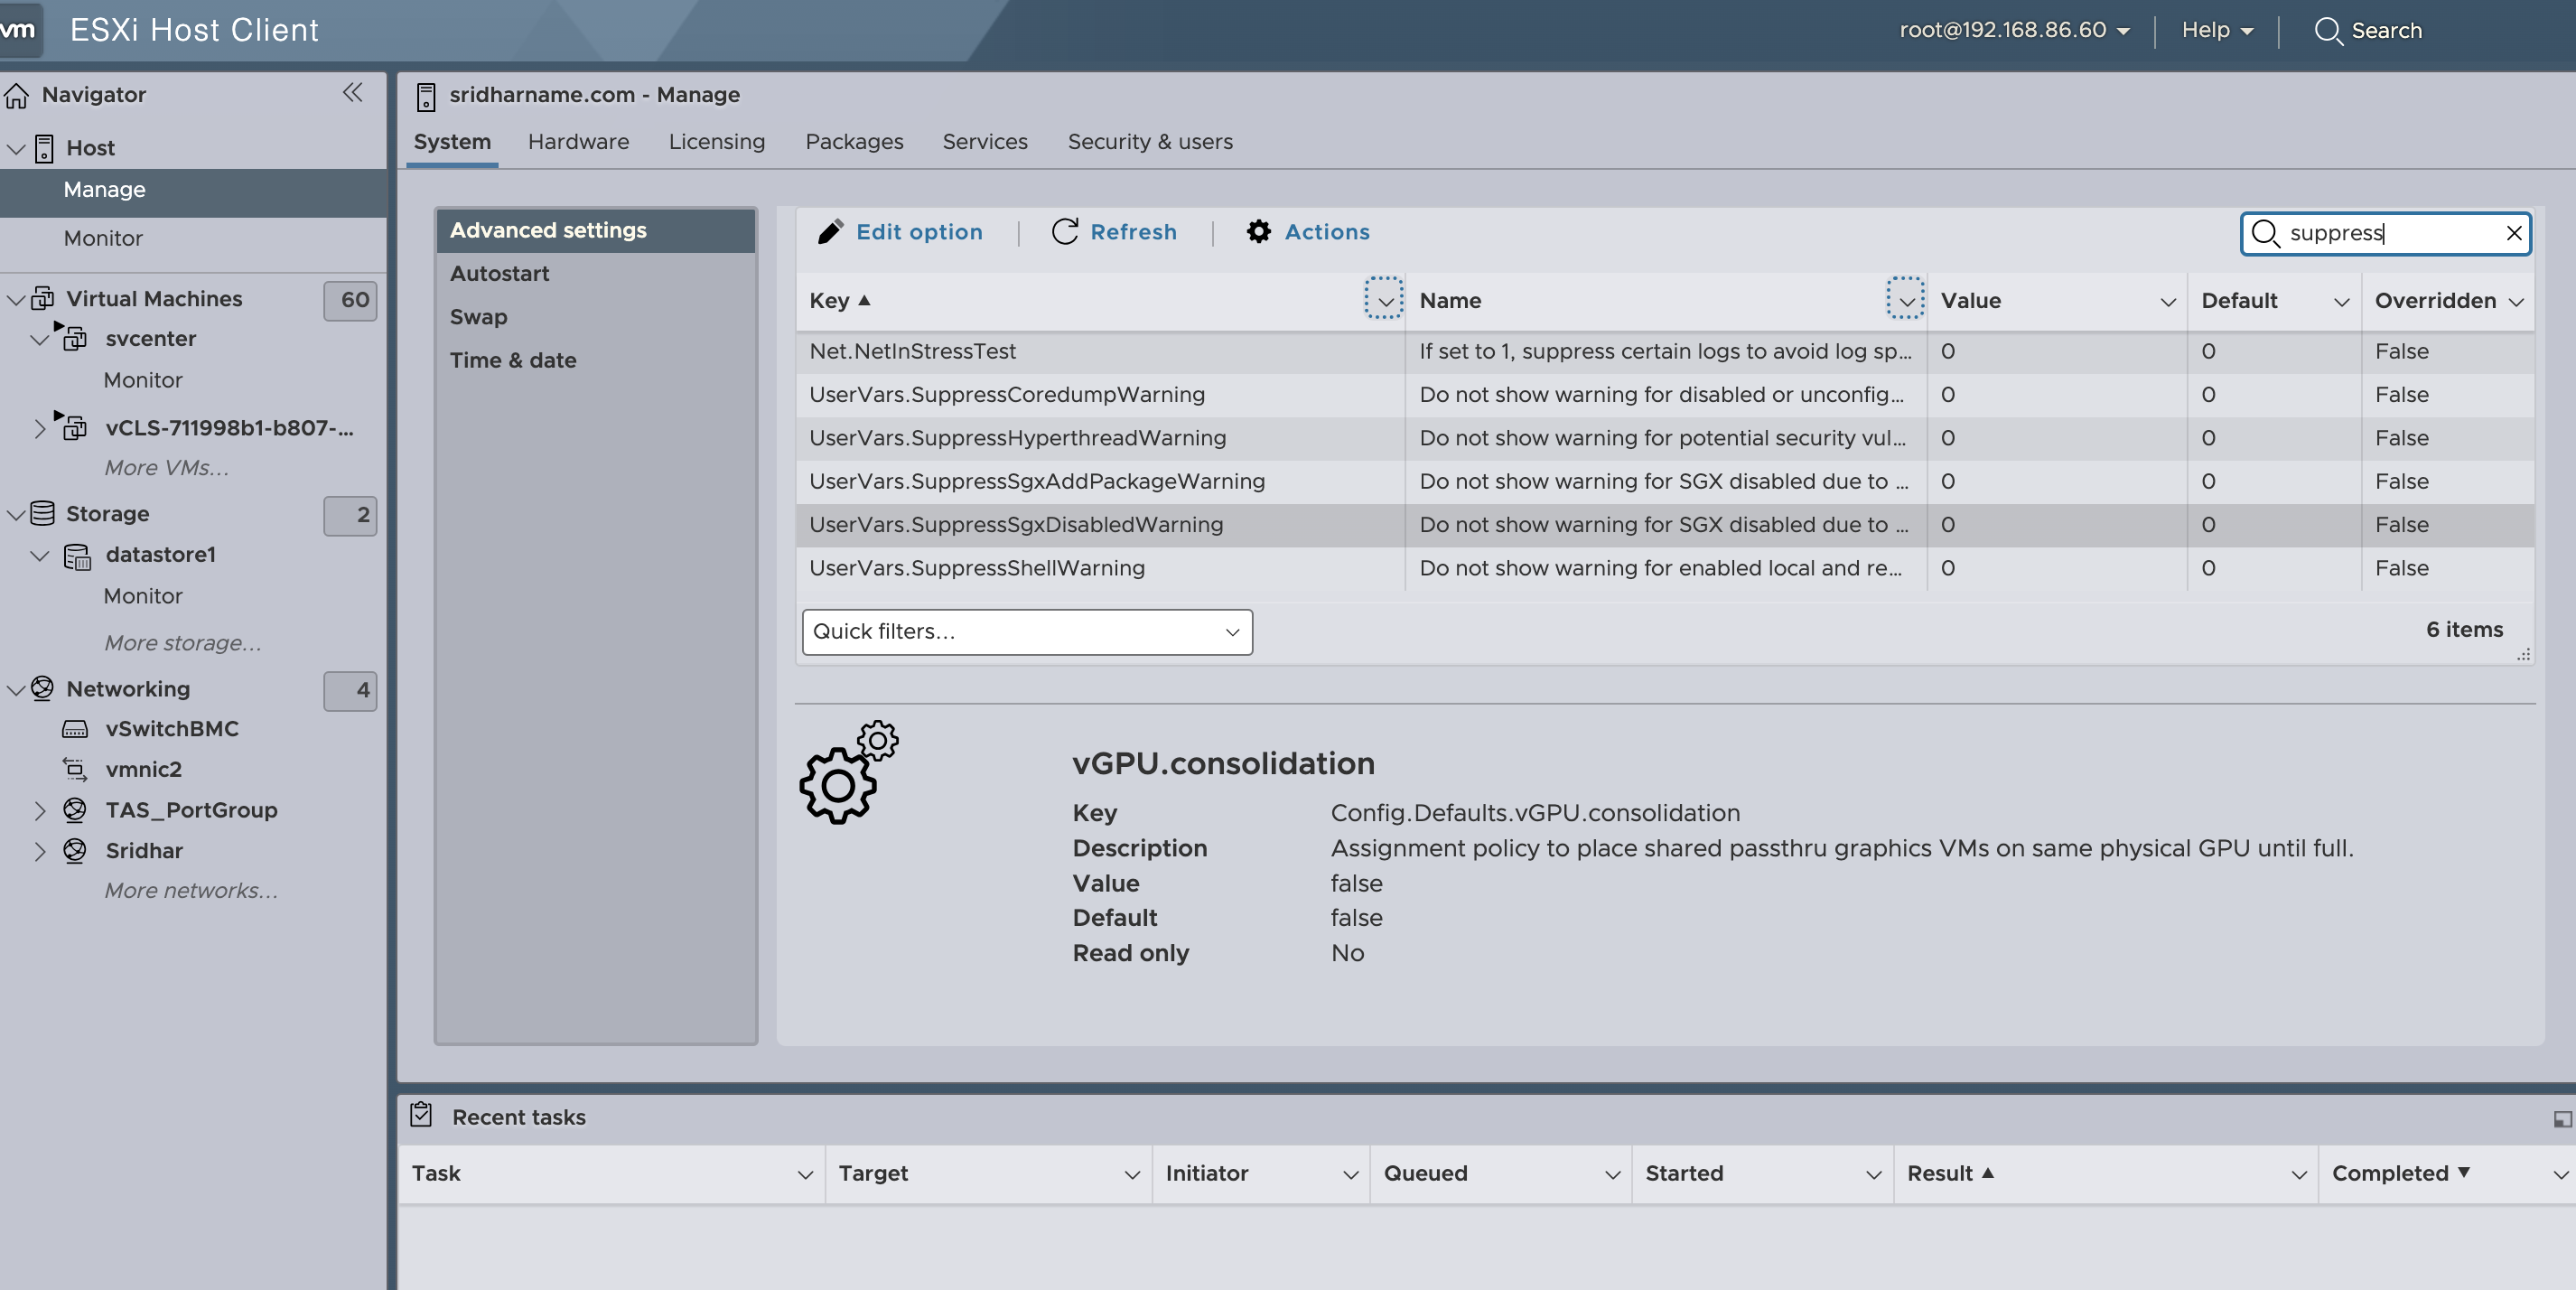 vm ESXi Host Client
root@192.168.86.60 Help Search
Navigator
Host
Manage
Monitor
Virtual Machines 60
svcenter
Monitor
vCLS-711998b1-b807-...
More VMs...
Storage 2
datastore1
Monitor
More storage...
Networking 4
vSwitchBMC
vmnic2
TAS_PortGroup
Sridhar
More networks...
sridharname.com - Manage
System Hardware Licensing Packages Services Security & users
Advanced settings
Autostart
Swap
Time & date
Edit option | Refresh | Actions
suppress
Key Name Value Default Overridden
Net.NetInStressTest If set to 1, suppress certain logs to avoid log sp... 0 0 False
UserVars.SuppressCoredumpWarning Do not show warning for disabled or unconfig... 0 0 False
UserVars.SuppressHyperthreadWarning Do not show warning for potential security vul... 0 0 False
UserVars.SuppressSgxAddPackageWarning Do not show warning for SGX disabled due to ... 0 0 False
UserVars.SuppressSgxDisabledWarning Do not show warning for SGX disabled due to ... 0 0 False
UserVars.SuppressShellWarning Do not show warning for enabled local and re... 0 0 False
Quick filters... 6 items
vGPU.consolidation
Key Config.Defaults.vGPU.consolidation
Description Assignment policy to place shared passthru graphics VMs on same physical GPU until full.
Value false
Default false
Read only No
Recent tasks
Task Target Initiator Queued Started Result Completed